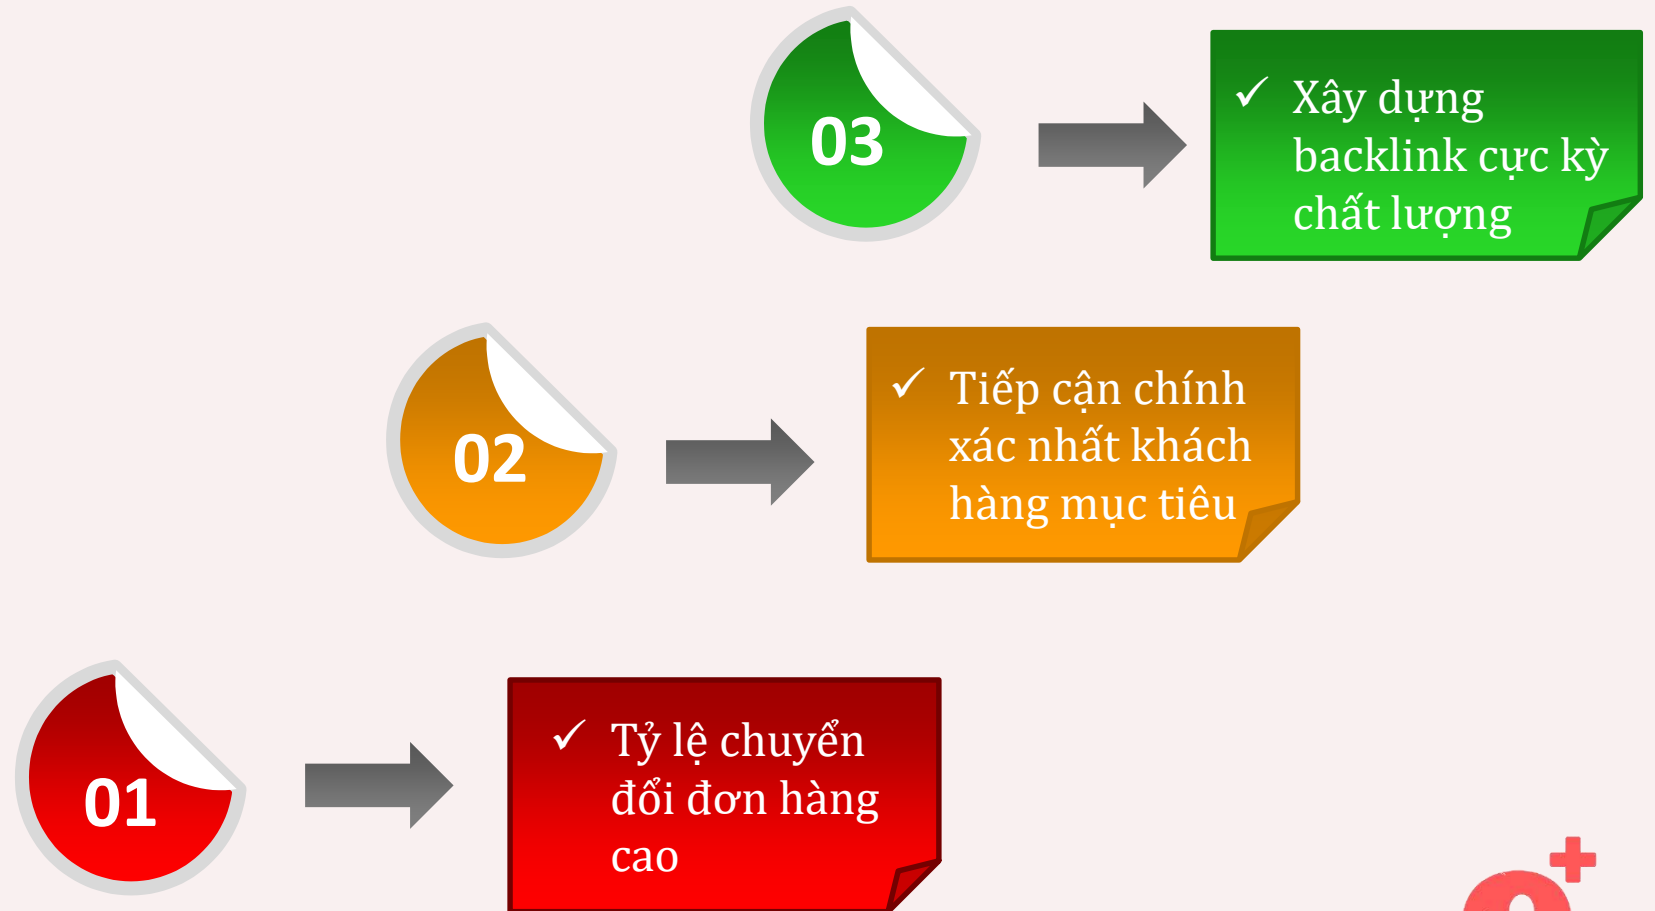 03
✓ Xây dựng
backlink cực kỳ
chất lượng
02
✓ Tiếp cận chính
xác nhất khách
hàng mục tiêu
01
✓ Tỷ lệ chuyển
đổi đơn hàng
cao